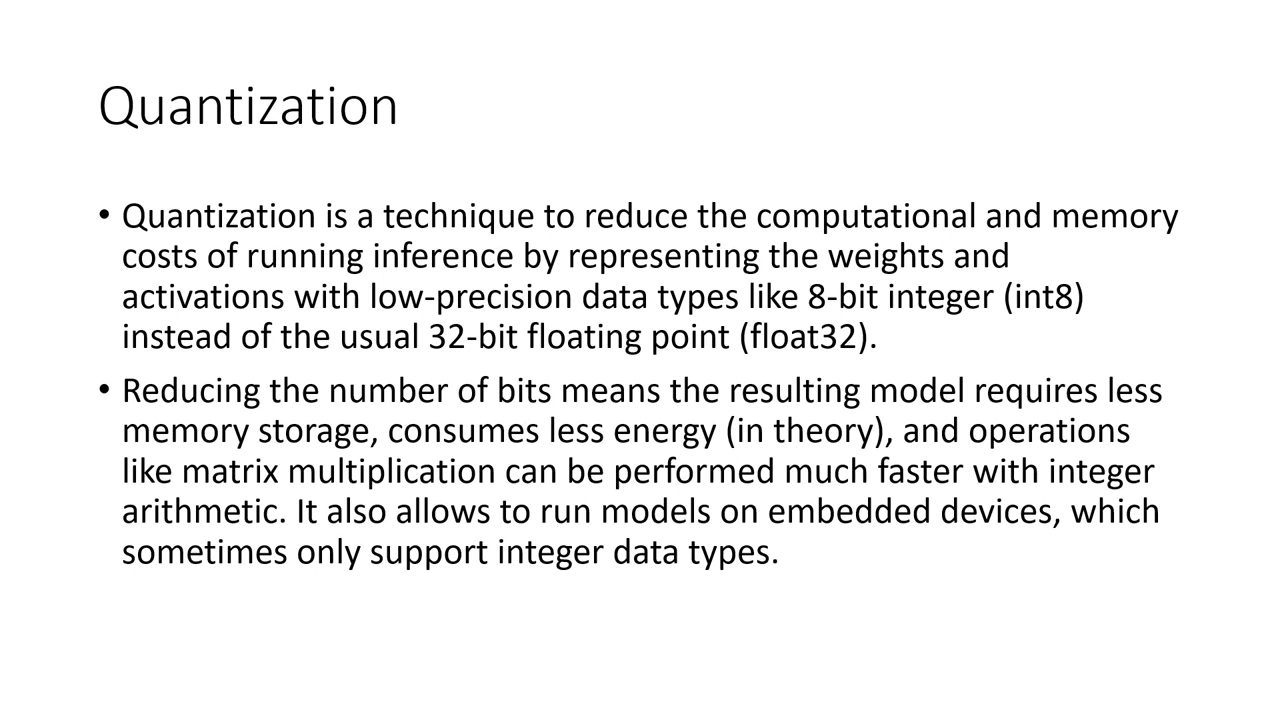 Quantization
• Quantization is a technique to reduce the computational and memory
costs of running inference by representing the weights and
activations with low-precision data types like 8-bit integer (int8)
instead of the usual 32-bit floating point (float32).
• Reducing the number of bits means the resulting model requires less
memory storage, consumes less energy (in theory), and operations
like matrix multiplication can be performed much faster with integer
arithmetic. It also allows to run models on embedded devices, which
sometimes only support integer data types.